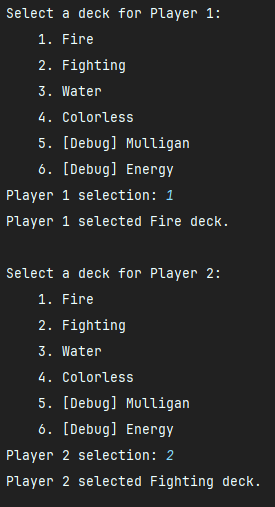 Select a deck for Player 1:
1. Fire
2. Fighting
3. Water
4. Colorless
5. [Debug] Mulligan
6. [Debug] Energy
Player 1 selection: 1
Player 1 selected Fire deck.
Select a deck for Player 2:
1. Fire
2. Fighting
3. Water
4. Colorless
5. [Debug] Mulligan
6. [Debug] Energy
Player 2 selection: 2
Player 2 selected Fighting deck.